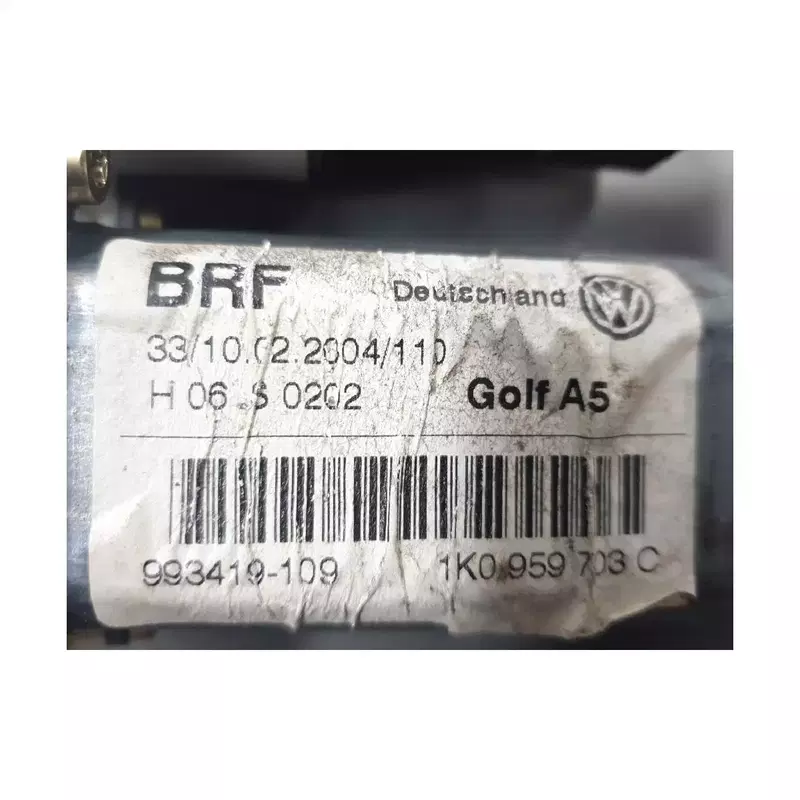 BRF Deutschland
33/10.02.2004/110
H 06 S 0202 Golf A5
993419-109 1K0 959 703 C